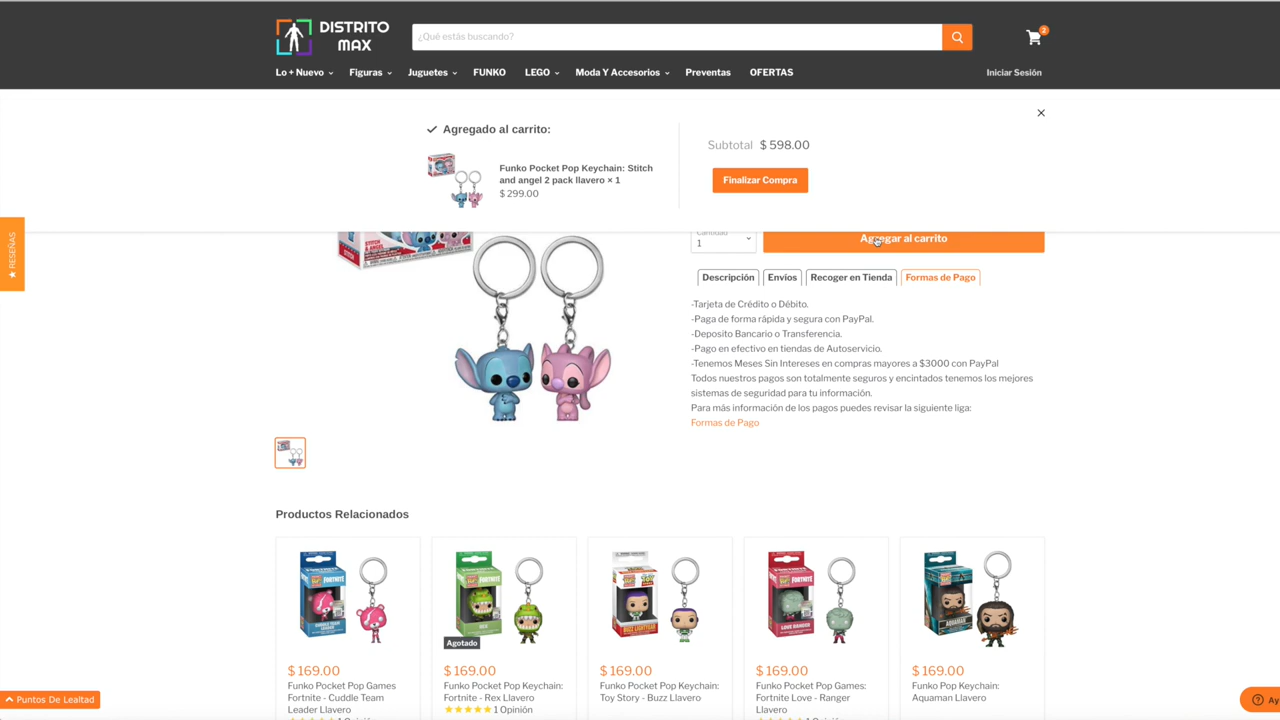 DISTRITO
MAX
¿Qué estás buscando?
2
Lo + Nuevo
Figuras
Juguetes
FUNKO
LEGO
Moda Y Accesorios
Preventas
OFERTAS
Iniciar Sesión
Agregado al carrito:
Funko Pocket Pop Keychain: Stitch
and angel 2 pack llavero × 1
$ 299.00
Subtotal $ 598.00
Finalizar Compra
★ RESEÑAS
Cantidad
1
Agregar al carrito
Descripción
Envíos
Recoger en Tienda
Formas de Pago
-Tarjeta de Crédito o Débito.
-Paga de forma rápida y segura con PayPal.
-Deposito Bancario o Transferencia.
-Pago en efectivo en tiendas de Autoservicio.
-Tenemos Meses Sin Intereses en compras mayores a $3000 con PayPal
Todos nuestros pagos son totalmente seguros y encintados tenemos los mejores
sistemas de seguridad para tu información.
Para más información de los pagos puedes revisar la siguiente liga:
Formas de Pago
Productos Relacionados
Agotado
$ 169.00
Funko Pocket Pop Games
Fortnite - Cuddle Team
Leader Llavero
1 Opinión
$ 169.00
Funko Pocket Pop Keychain:
Fortnite - Rex Llavero
1 Opinión
$ 169.00
Funko Pocket Pop Keychain:
Toy Story - Buzz Llavero
$ 169.00
Funko Pocket Pop Games:
Fortnite Love - Ranger
Llavero
1 Opinión
$ 169.00
Funko Pop Keychain:
Aquaman Llavero
Puntos De Lealtad
Ay